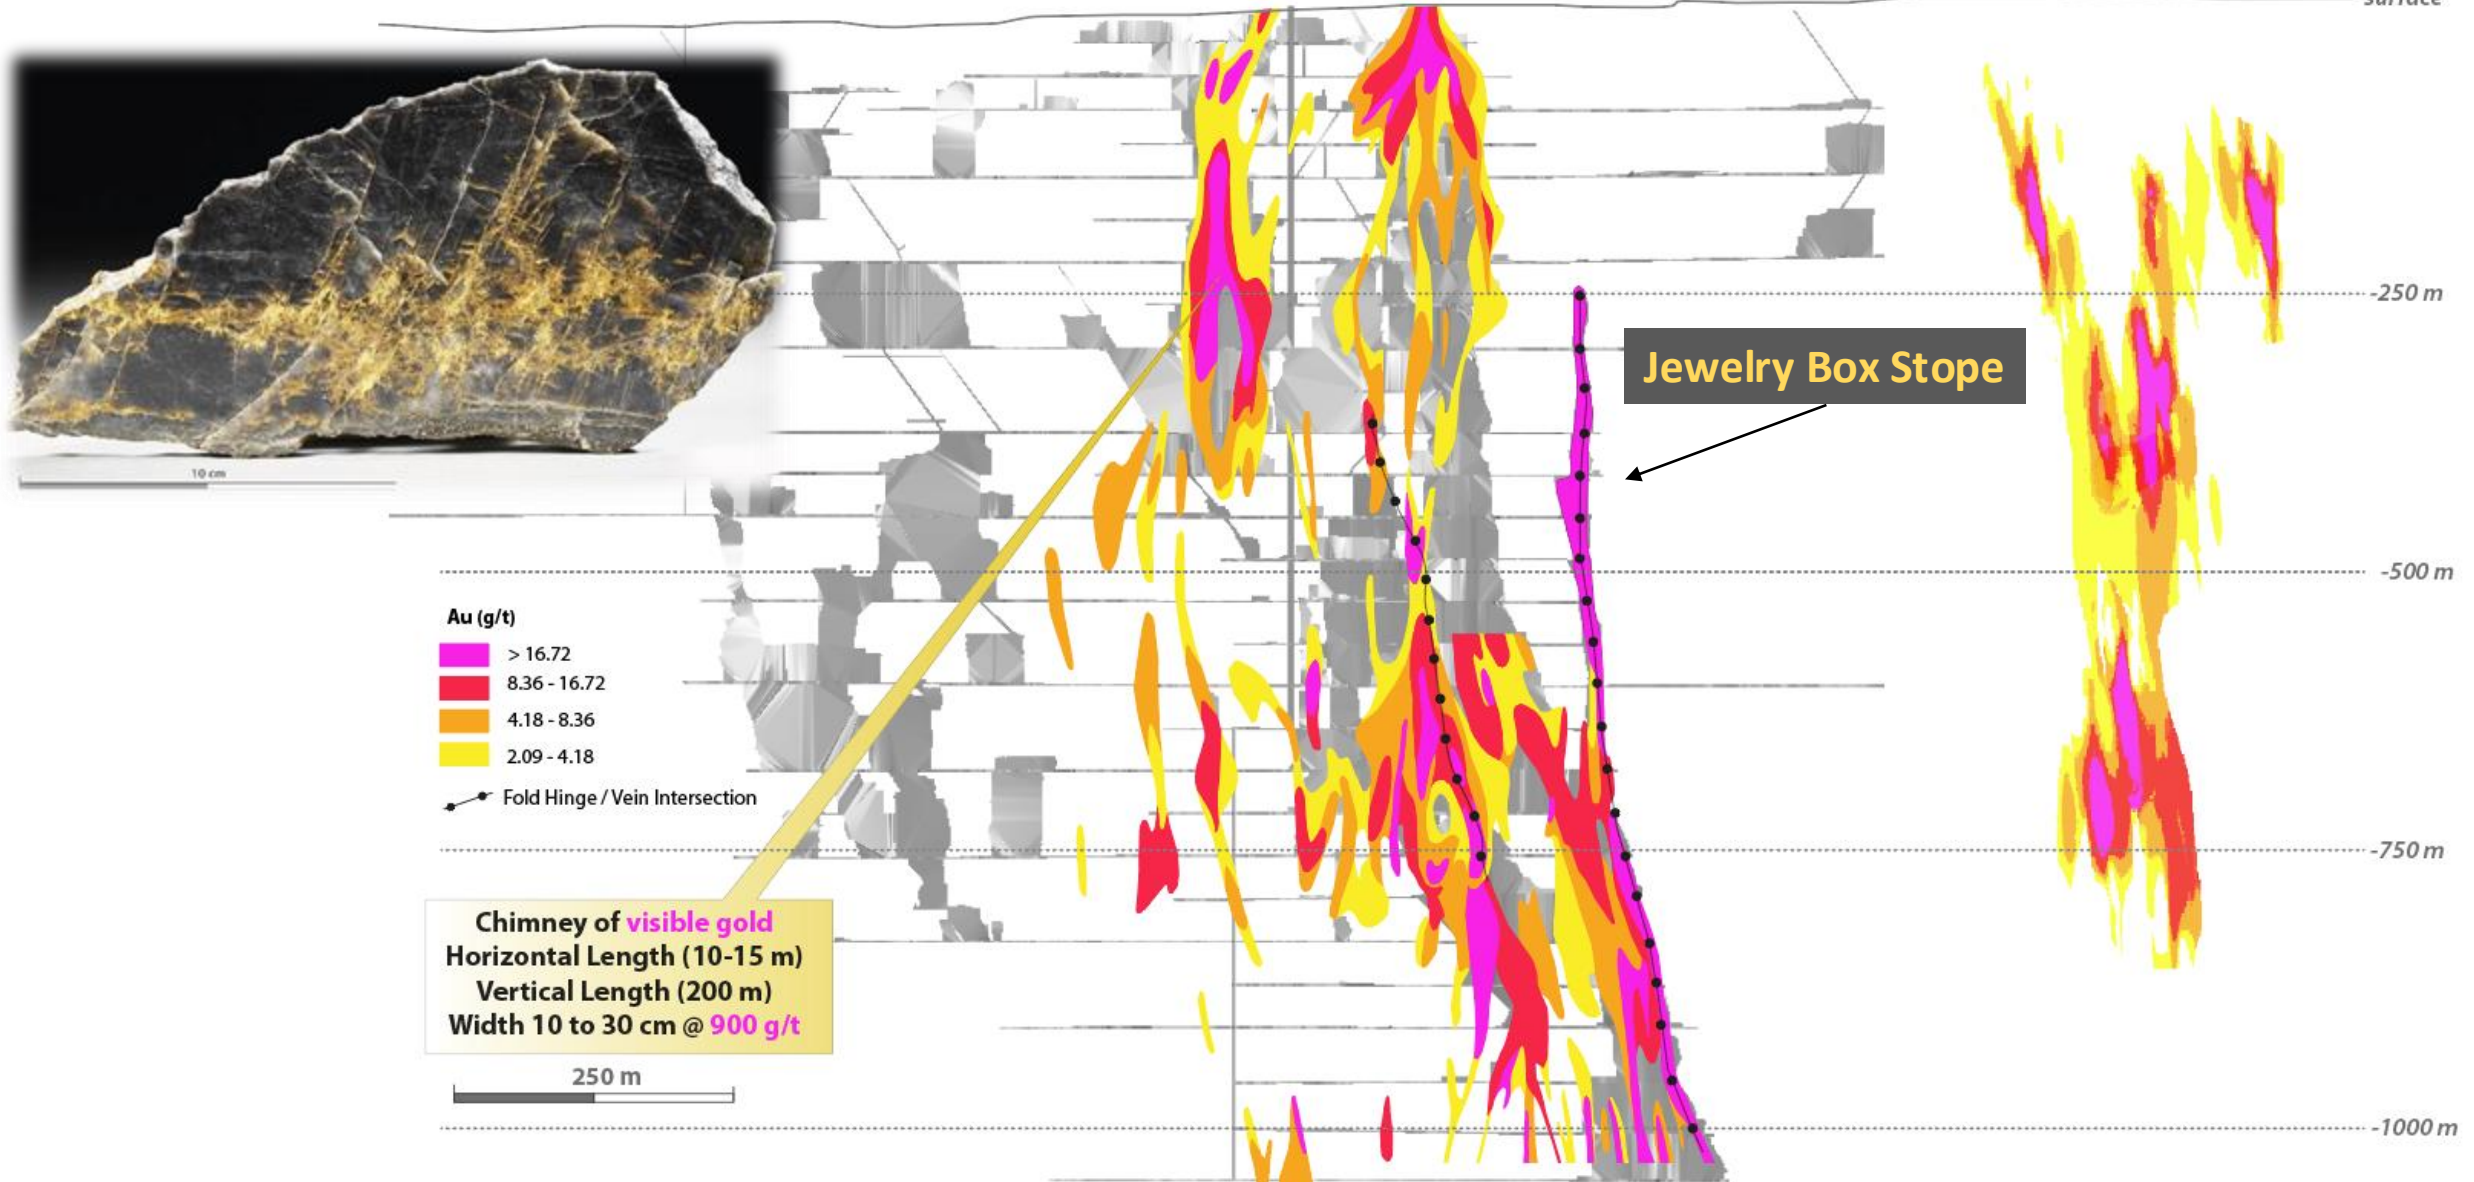 surface
10 cm
-250 m
Jewelry Box Stope
-500 m
Au (g/t)
> 16.72
8.36 - 16.72
4.18 - 8.36
2.09 - 4.18
Fold Hinge / Vein Intersection
-750 m
Chimney of visible gold
Horizontal Length (10-15 m)
Vertical Length (200 m)
Width 10 to 30 cm @ 900 g/t
250 m
-1000 m